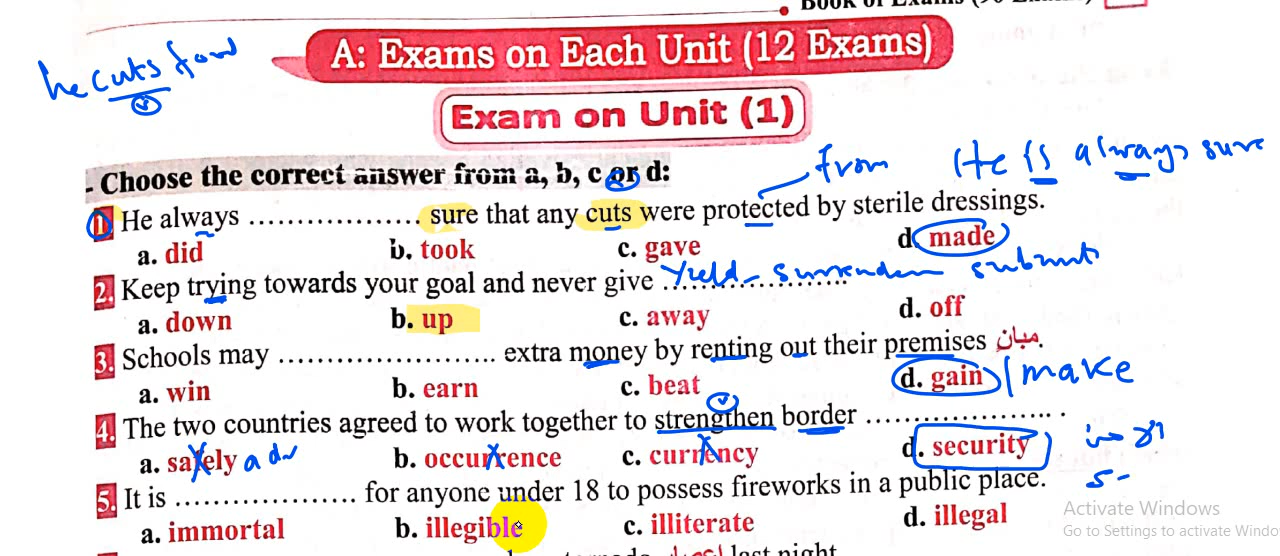 A: Exams on Each Unit (12 Exams)
he cuts
Exam on Unit (1)
from He is always sure
- Choose the correct answer from a, b, c or d:
1. He always ………………… sure that any cuts were protected by sterile dressings.
a. did b. took c. gave d. made
2. Keep trying towards your goal and never give ………………… yield - surrender submit
a. down b. up c. away d. off
3. Schools may …………………… extra money by renting out their premises مبان.
a. win b. earn c. beat d. gain / make
4. The two countries agreed to work together to strengthen border ………………… .
a. safely adv b. occurrence c. currency d. security
5. It is ………………… for anyone under 18 to possess fireworks in a public place.
a. immortal b. illegible c. illiterate d. illegal
Activate Windows
Go to Settings to activate Windo
last night